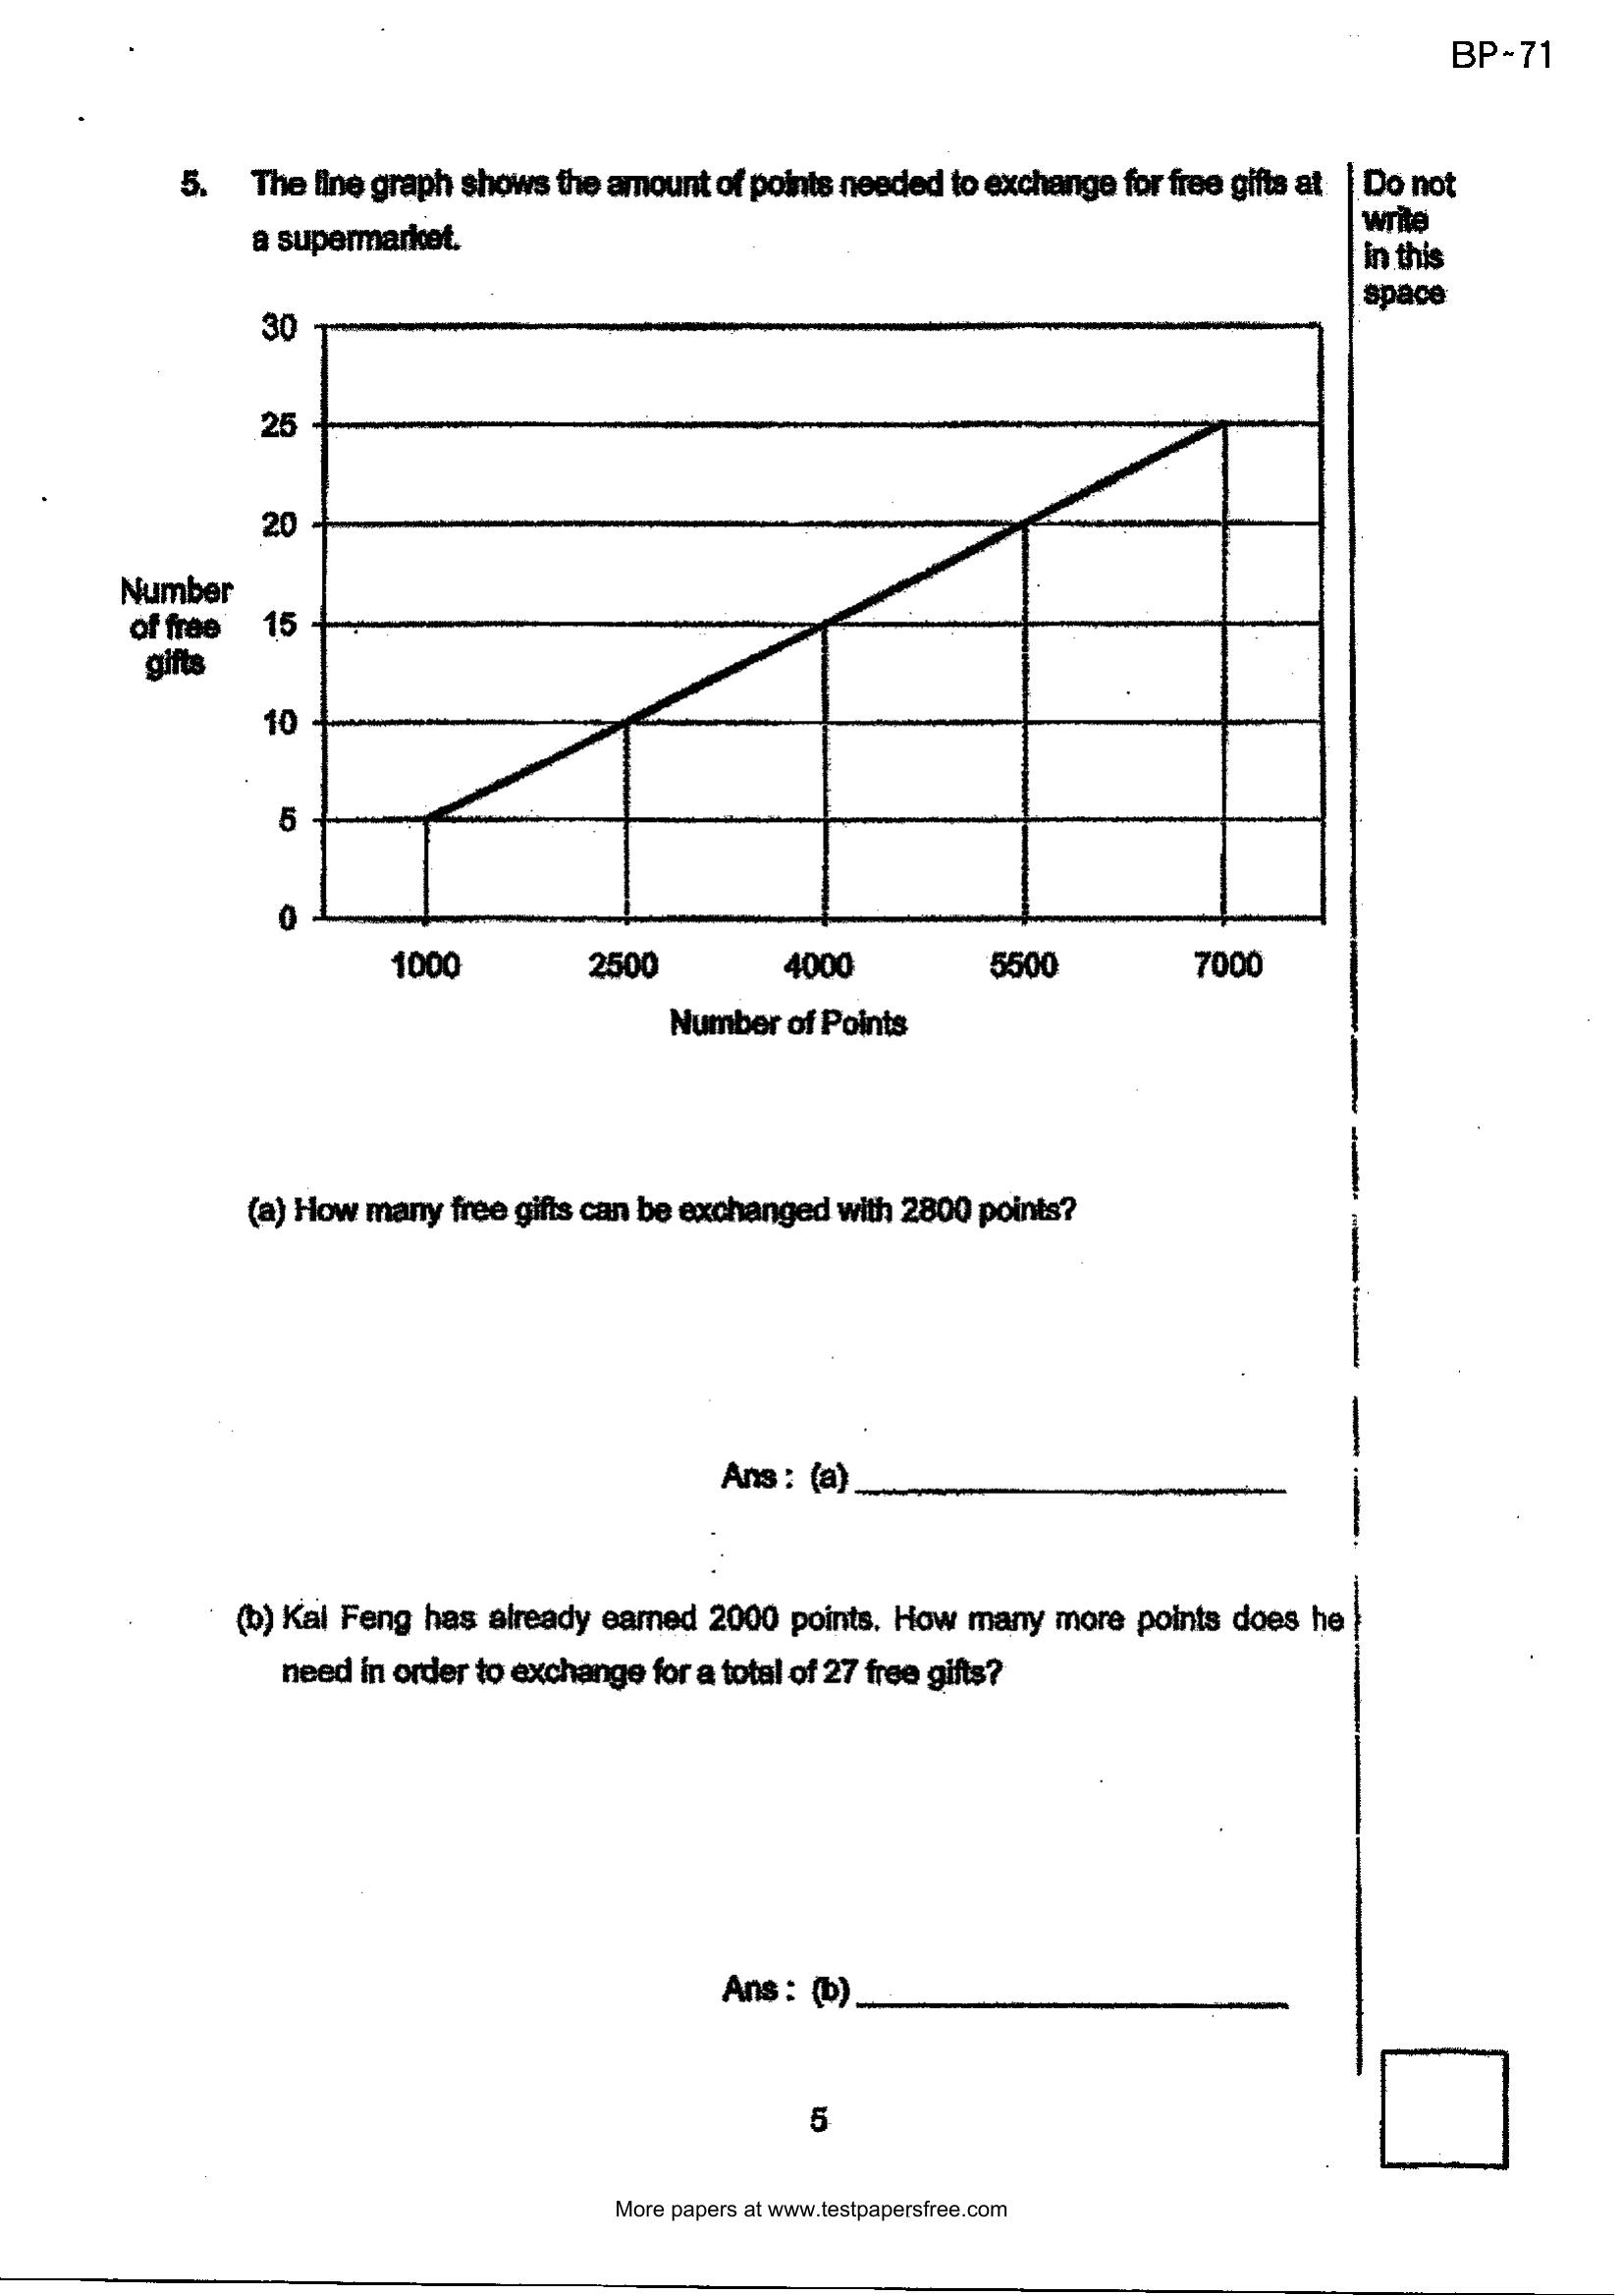 BP-71
5. The line graph shows the amount of points needed to exchange for free gifts at
a supermarket.
Do not
write
in this
space
30
25
20
15
10
5
0
Number
of free
gifts
1000 2500 4000 5500 7000
Number of Points
(a) How many free gifts can be exchanged with 2800 points?
Ans : (a)
(b) Kai Feng has already earned 2000 points. How many more points does he
need in order to exchange for a total of 27 free gifts?
Ans : (b)
5
More papers at www.testpapersfree.com